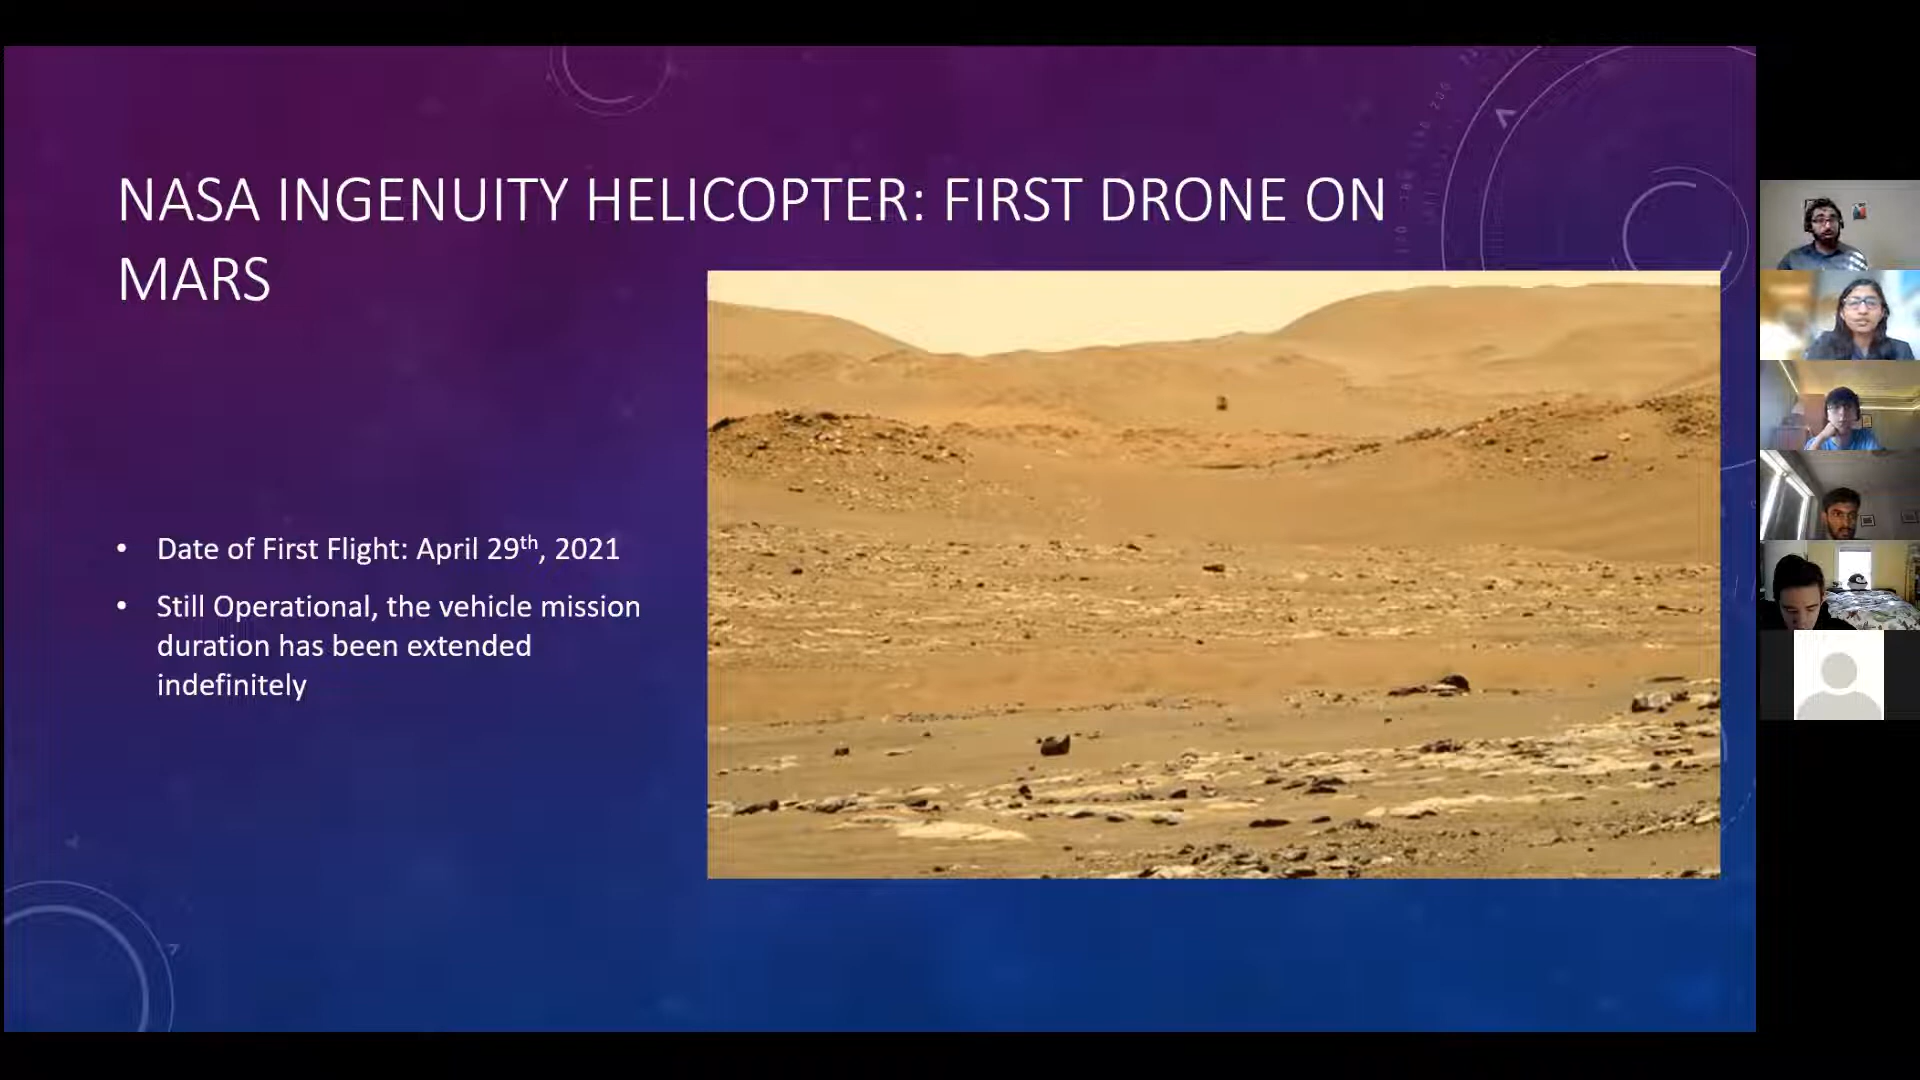 NASA INGENUITY HELICOPTER: FIRST DRONE ON
MARS
• Date of First Flight: April 29th, 2021
• Still Operational, the vehicle mission
duration has been extended
indefinitely